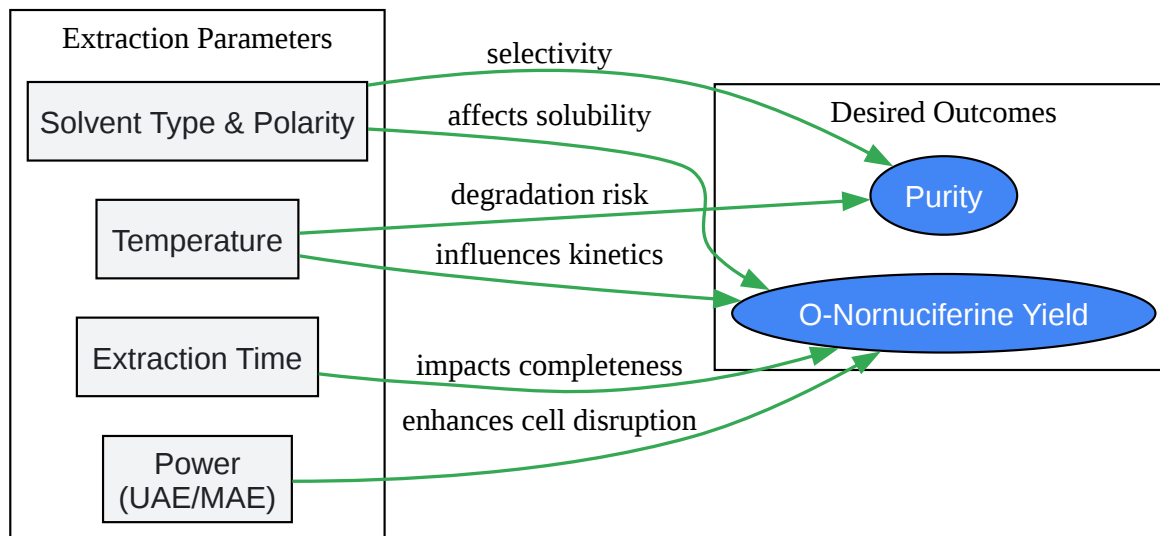 Extraction Parameters
Solvent Type & Polarity
Temperature
Extraction Time
Power
(UAE/MAE)
selectivity
affects solubility
degradation risk
influences kinetics
impacts completeness
enhances cell disruption
Desired Outcomes
Purity
O-Nornuciferine Yield